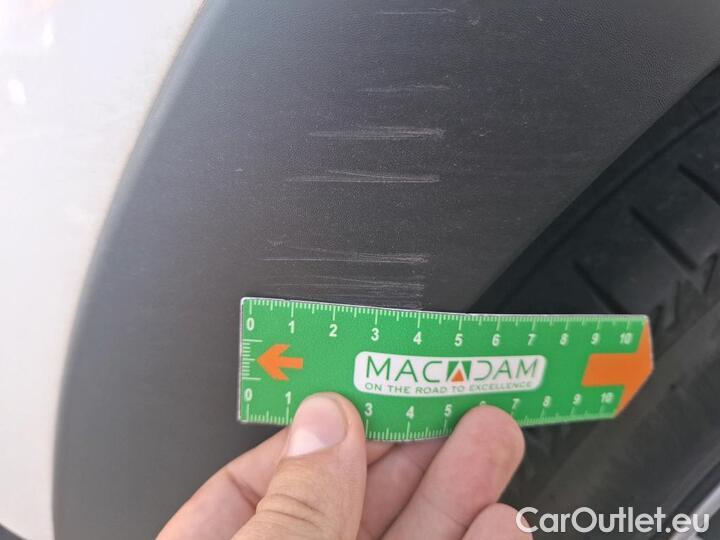 0 1 2 3 4 5 6 7 8 9 10
MACADAM
ON THE ROAD TO EXCELLENCE
0 1 3 4 5 6 7 8 9 10
CarOutlet.eu